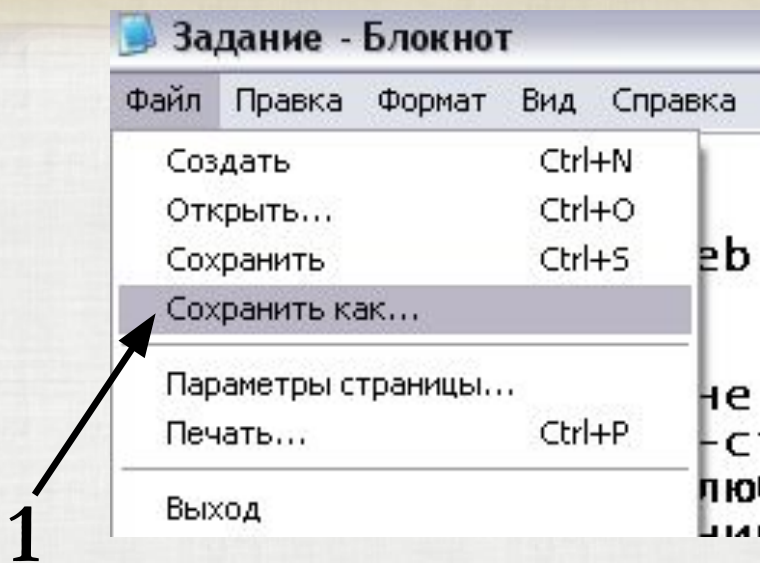 Задание - Блокнот
Файл Правка Формат Вид Справка
Создать Ctrl+N
Открыть... Ctrl+O
Сохранить Ctrl+S
Сохранить как...
Параметры страницы...
Печать... Ctrl+P
Выход
1